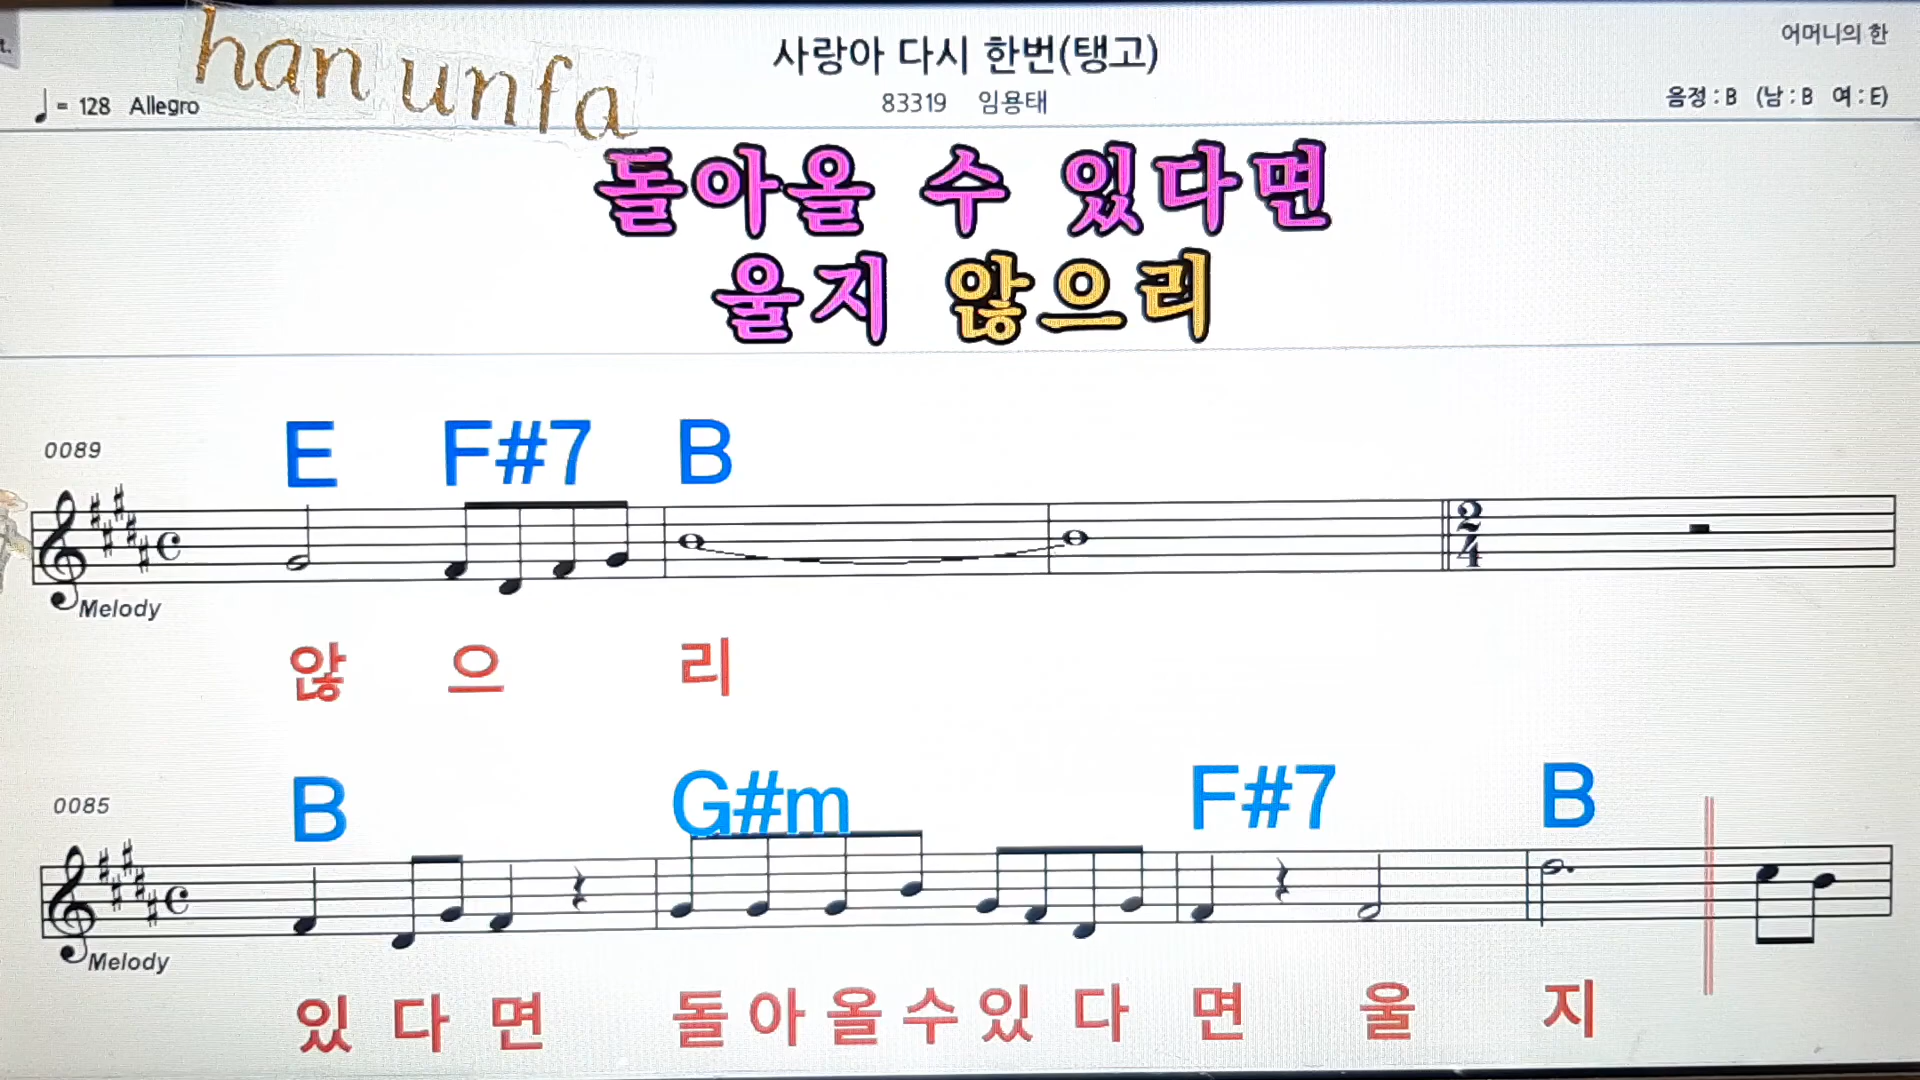 t.
han unfa
사랑아 다시 한번(탱고)
어머니의 한
♩= 128 Allegro
83319 임용태
음정 : B (남 : B 여 : E)
돌아올 수 있다면
울지 않으리
0089
E F#7 B
2
4
Melody
않 으 리
0085
B G#m F#7 B
Melody
있 다 면 돌 아 올 수 있 다 면 울 지